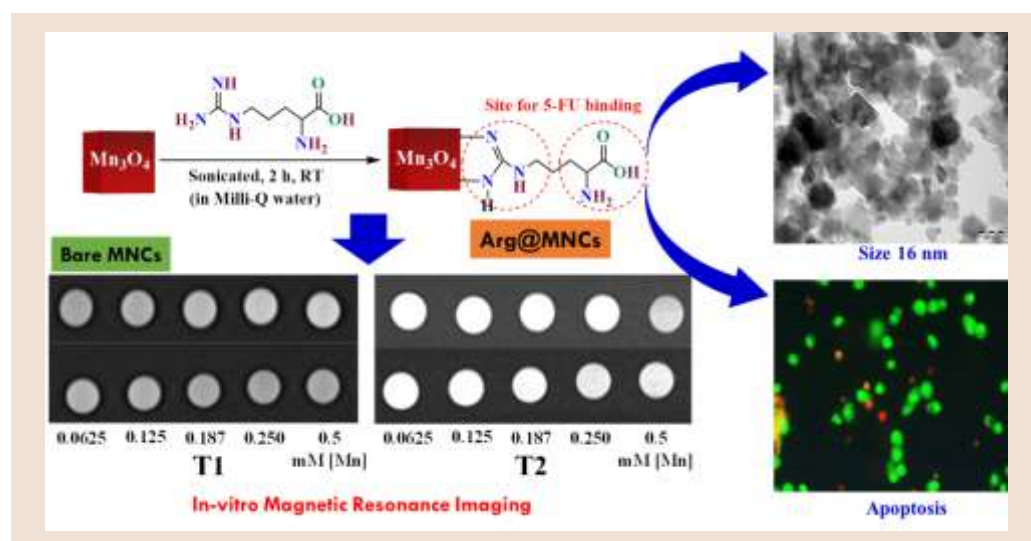 NH
H₂N
N
H
O
OH
NH₂
Mn₃O₄
Sonicated, 2 h, RT
(in Milli-Q water)
Site for 5-FU binding
Mn₃O₄
N
N
H
N
H
O
OH
NH₂
Bare MNCs
Arg@MNCs
Size 16 nm
0.0625 0.125 0.187 0.250 0.5
T1 mM [Mn]
0.0625 0.125 0.187 0.250 0.5
T2 mM [Mn]
In-vitro Magnetic Resonance Imaging
Apoptosis